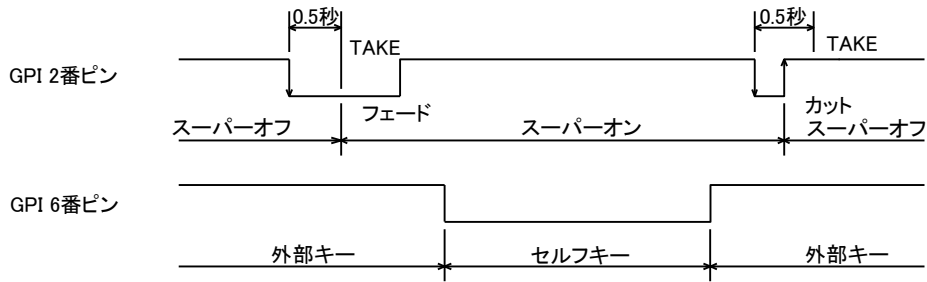 0.5秒
0.5秒
TAKE
TAKE
GPI 2番ピン
フェード
カット
スーパーオフ
スーパーオン
スーパーオフ
GPI 6番ピン
外部キー
セルフキー
外部キー